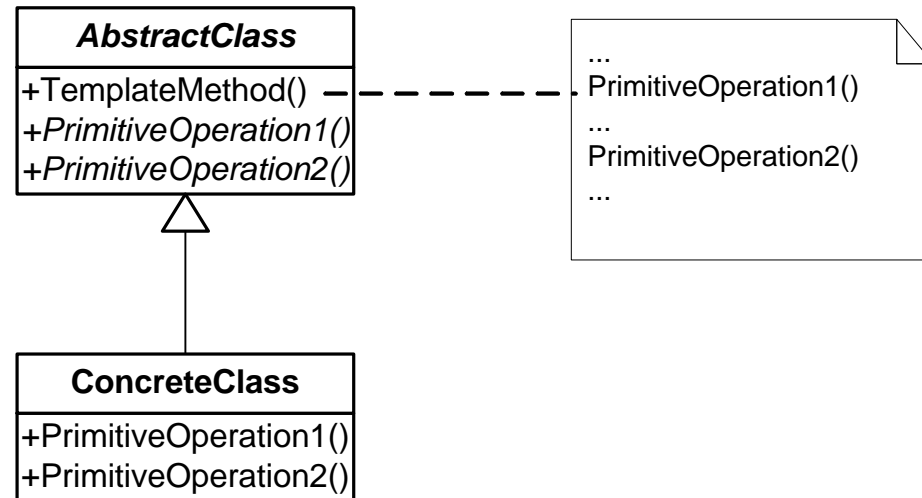 AbstractClass
+TemplateMethod()
+PrimitiveOperation1()
+PrimitiveOperation2()
...
PrimitiveOperation1()
...
PrimitiveOperation2()
...
ConcreteClass
+PrimitiveOperation1()
+PrimitiveOperation2()